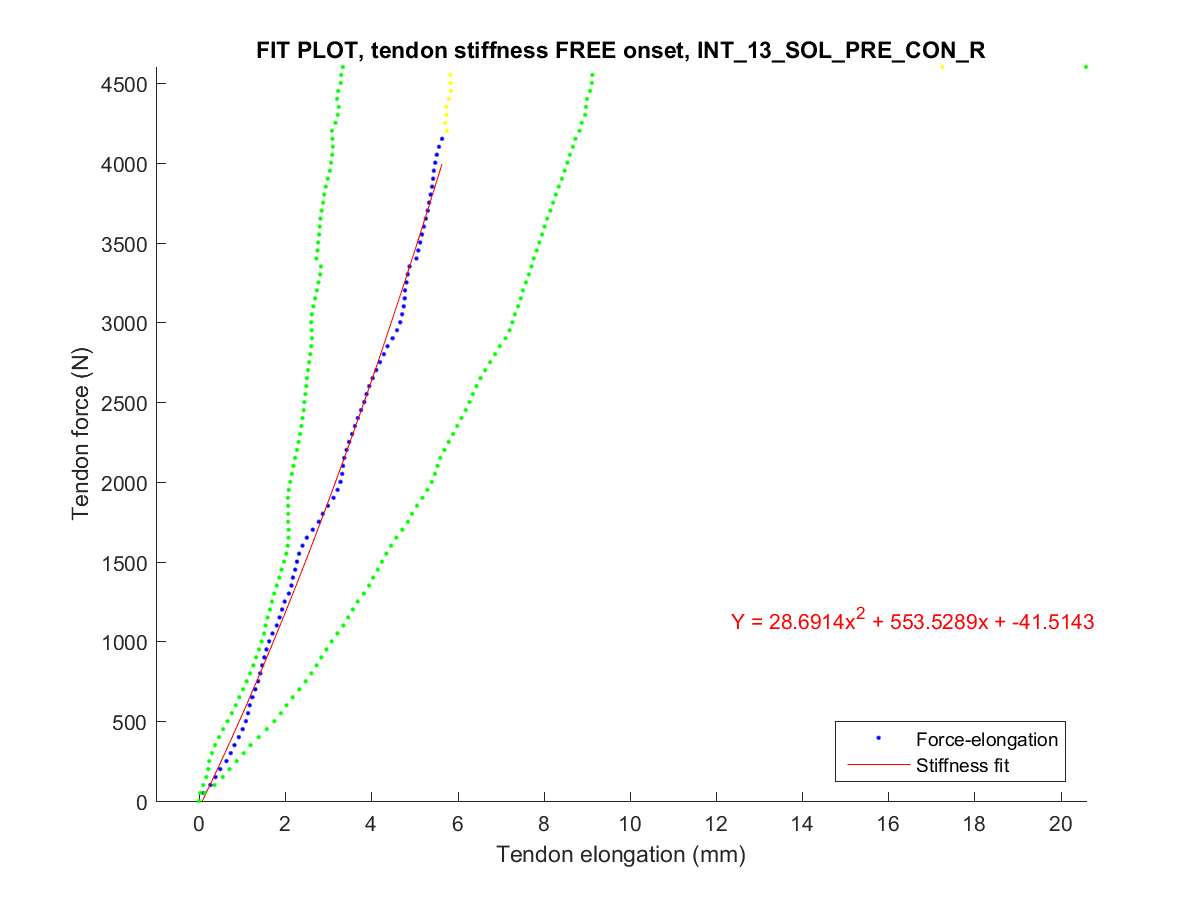 FIT PLOT, tendon stiffness FREE onset, INT_13_SOL_PRE_CON_R
4500
4000
3500
3000
2500
2000
1500
1000
500
0
Tendon force (N)
Y = 28.6914x² + 553.5289x + -41.5143
Force-elongation
Stiffness fit
0 2 4 6 8 10 12 14 16 18 20
Tendon elongation (mm)